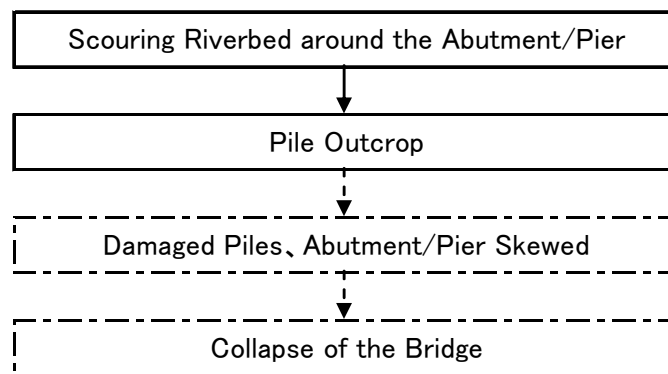 Scouring Riverbed around the Abutment/Pier
Pile Outcrop
Damaged Piles、Abutment/Pier Skewed
Collapse of the Bridge